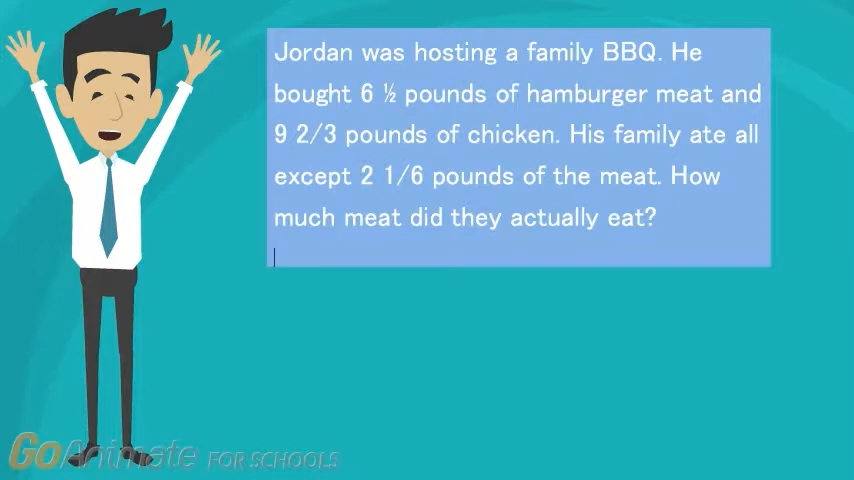 Jordan was hosting a family BBQ. He
bought 6 ½ pounds of hamburger meat and
9 2/3 pounds of chicken. His family ate all
except 2 1/6 pounds of the meat. How
much meat did they actually eat?
GoAnimate FOR SCHOOLS